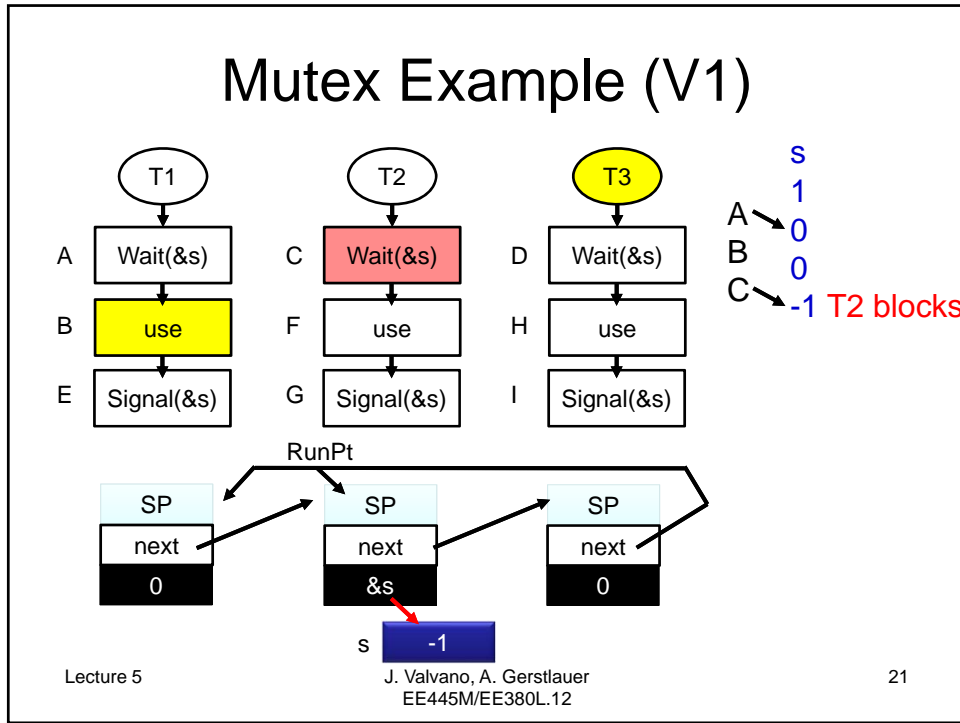 Mutex Example (V1)
T1 T2 T3
A Wait(&s) C Wait(&s) D Wait(&s)
B use F use H use
E Signal(&s) G Signal(&s) I Signal(&s)
s
1
A 0
B 0
C -1 T2 blocks
RunPt
SP SP SP
next next next
0 &s 0
s -1
Lecture 5
J. Valvano, A. Gerstlauer
EE445M/EE380L.12
21